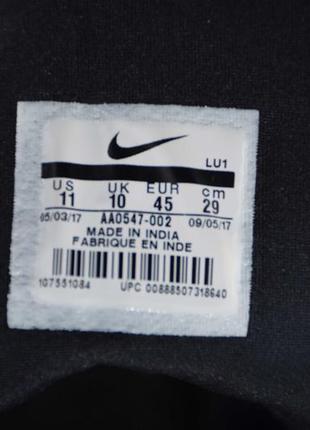 LU1
US UK EUR cm
11 10 45 29
05/03/17 AA0547-002 09/05/17
MADE IN INDIA
FABRIQUE EN INDE
107551084 UPC 00888507318640